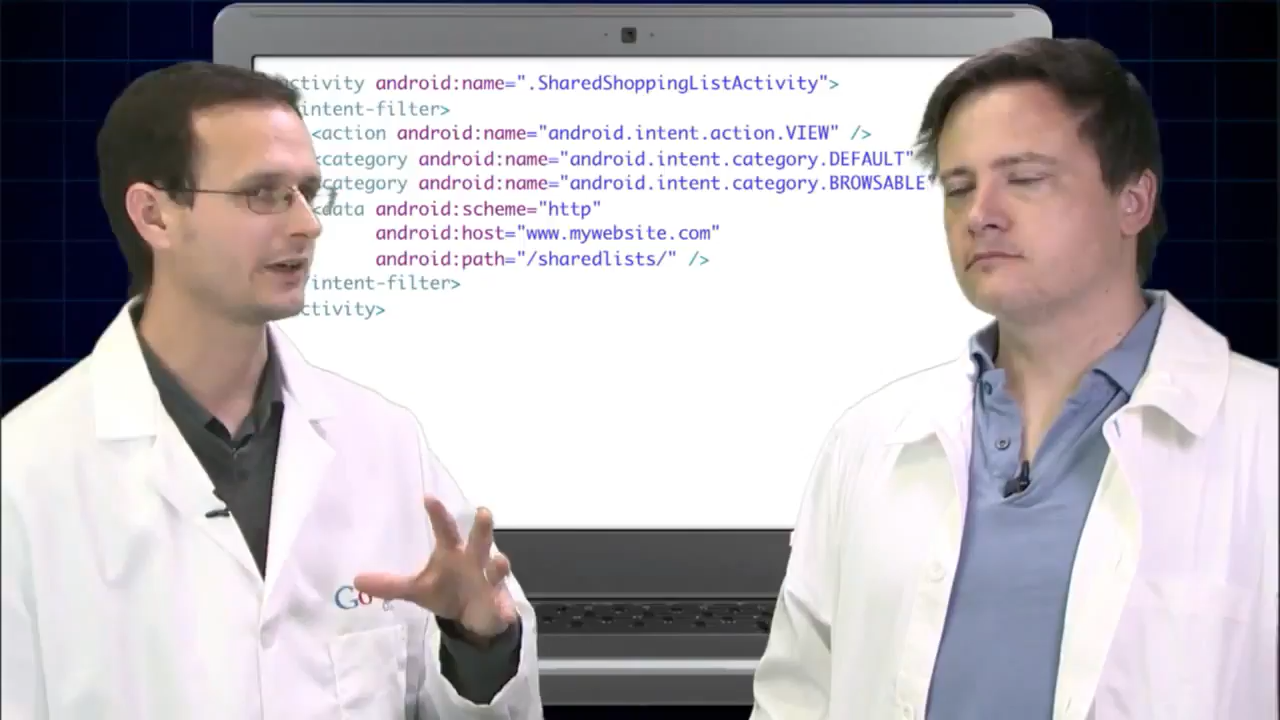 ctivity android:name=".SharedShoppingListActivity">
intent-filter>
<action android:name="android.intent.action.VIEW" />
<category android:name="android.intent.category.DEFAULT"
category android:name="android.intent.category.BROWSABLE"
<data android:scheme="http"
android:host="www.mywebsite.com"
android:path="/sharedlists/" />
/intent-filter>
ctivity>
Go